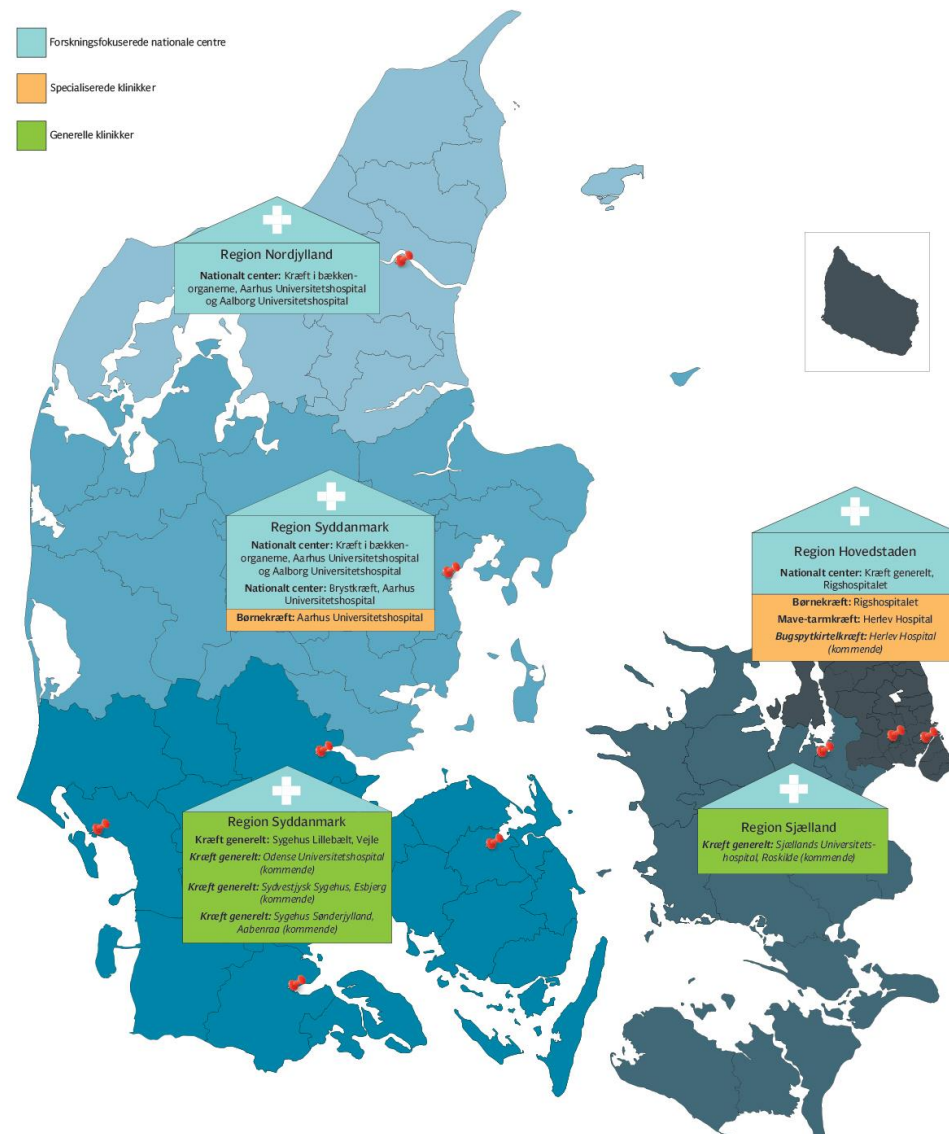 Forskningsfokuserede nationale centre
Specialiserede klinikker
Generelle klinikker
Region Nordjylland
Nationalt center: Kræft i bækken-
organerne, Aarhus Universitetshospital
og Aalborg Universitetshospital
Region Syddanmark
Nationalt center: Kræft i bækken-
organerne, Aarhus Universitetshospital
og Aalborg Universitetshospital
Nationalt center: Brystkræft, Aarhus
Universitetshospital
Børnekræft: Aarhus Universitetshospital
Region Hovedstaden
Nationalt center: Kræft generelt,
Rigshospitalet
Børnekræft: Rigshospitalet
Mave-tarmkræft: Herlev Hospital
Bugspytkirtelkræft: Herlev Hospital
(kommende)
Region Syddanmark
Kræft generelt: Sygehus Lillebælt, Vejle
Kræft generelt: Odense Universitetshospital
(kommende)
Kræft generelt: Sydvestjysk Sygehus, Esbjerg
(kommende)
Kræft generelt: Sygehus Sønderjylland,
Aabenraa (kommende)
Region Sjælland
Kræft generelt: Sjællands Universitets-
hospital, Roskilde (kommende)